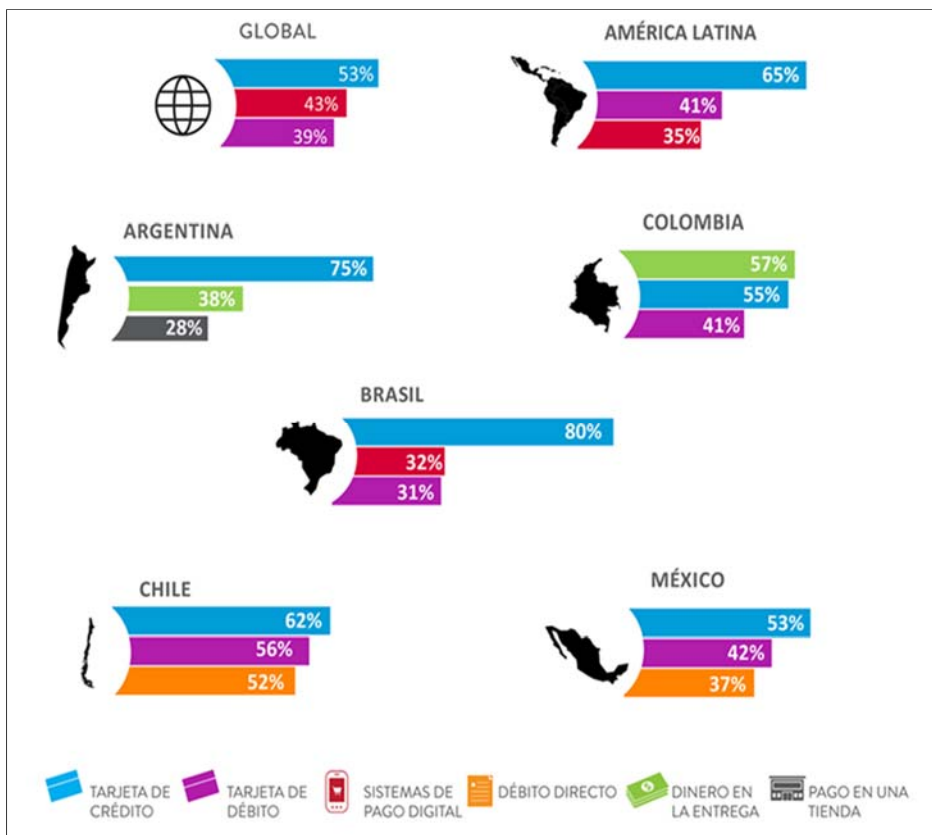 GLOBAL
53%
43%
39%
AMÉRICA LATINA
65%
41%
35%
ARGENTINA
75%
38%
28%
COLOMBIA
57%
55%
41%
BRASIL
80%
32%
31%
CHILE
62%
56%
52%
MÉXICO
53%
42%
37%
TARJETA DE
CRÉDITO
TARJETA DE
DÉBITO
SISTEMAS DE
PAGO DIGITAL
DÉBITO DIRECTO
DINERO EN
LA ENTREGA
PAGO EN UNA
TIENDA